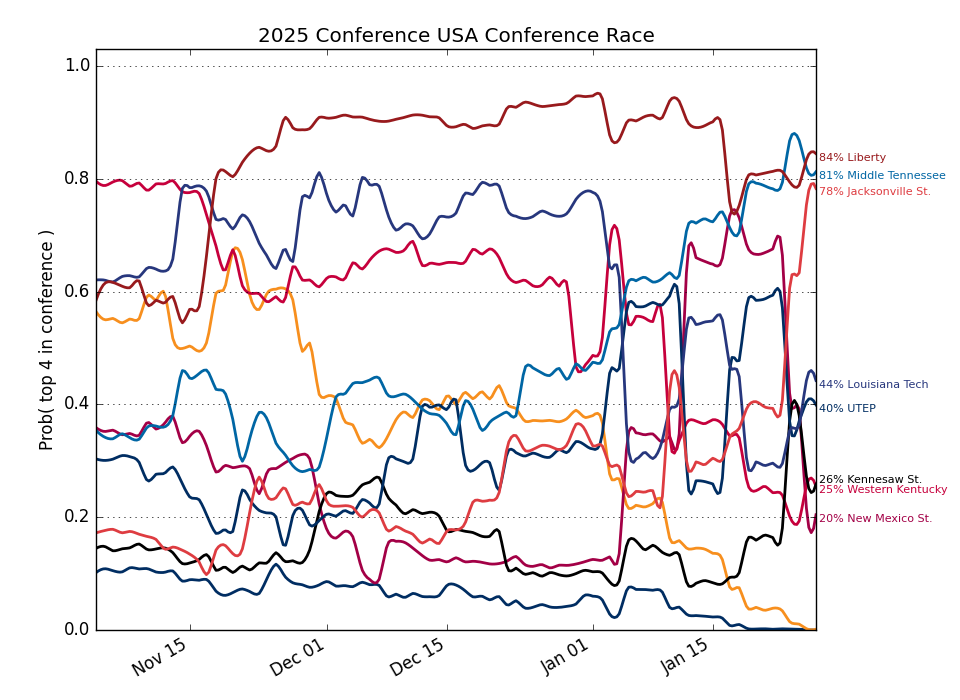 2025 Conference USA Conference Race
Prob( top 4 in conference )
1.0
0.8
0.6
0.4
0.2
0.0
Nov 15
Dec 01
Dec 15
Jan 01
Jan 15
84% Liberty
81% Middle Tennessee
78% Jacksonville St.
44% Louisiana Tech
40% UTEP
26% Kennesaw St.
25% Western Kentucky
20% New Mexico St.